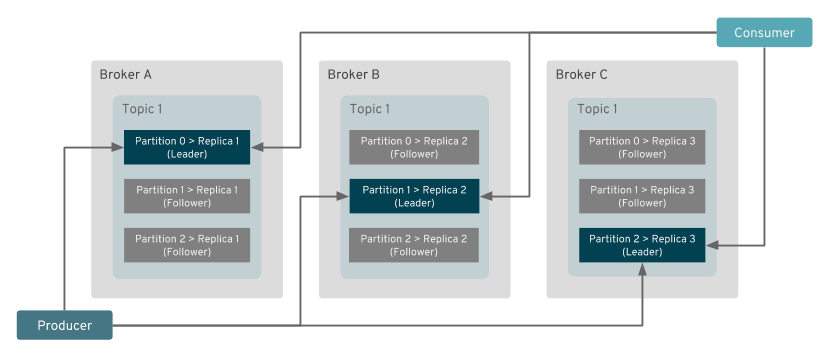 Consumer
Broker A
Topic 1
Partition 0 > Replica 1
(Leader)
Partition 1 > Replica 1
(Follower)
Partition 2 > Replica 1
(Follower)
Broker B
Topic 1
Partition 0 > Replica 2
(Follower)
Partition 1 > Replica 2
(Leader)
Partition 2 > Replica 2
(Follower)
Broker C
Topic 1
Partition 0 > Replica 3
(Follower)
Partition 1 > Replica 3
(Follower)
Partition 2 > Replica 3
(Leader)
Producer